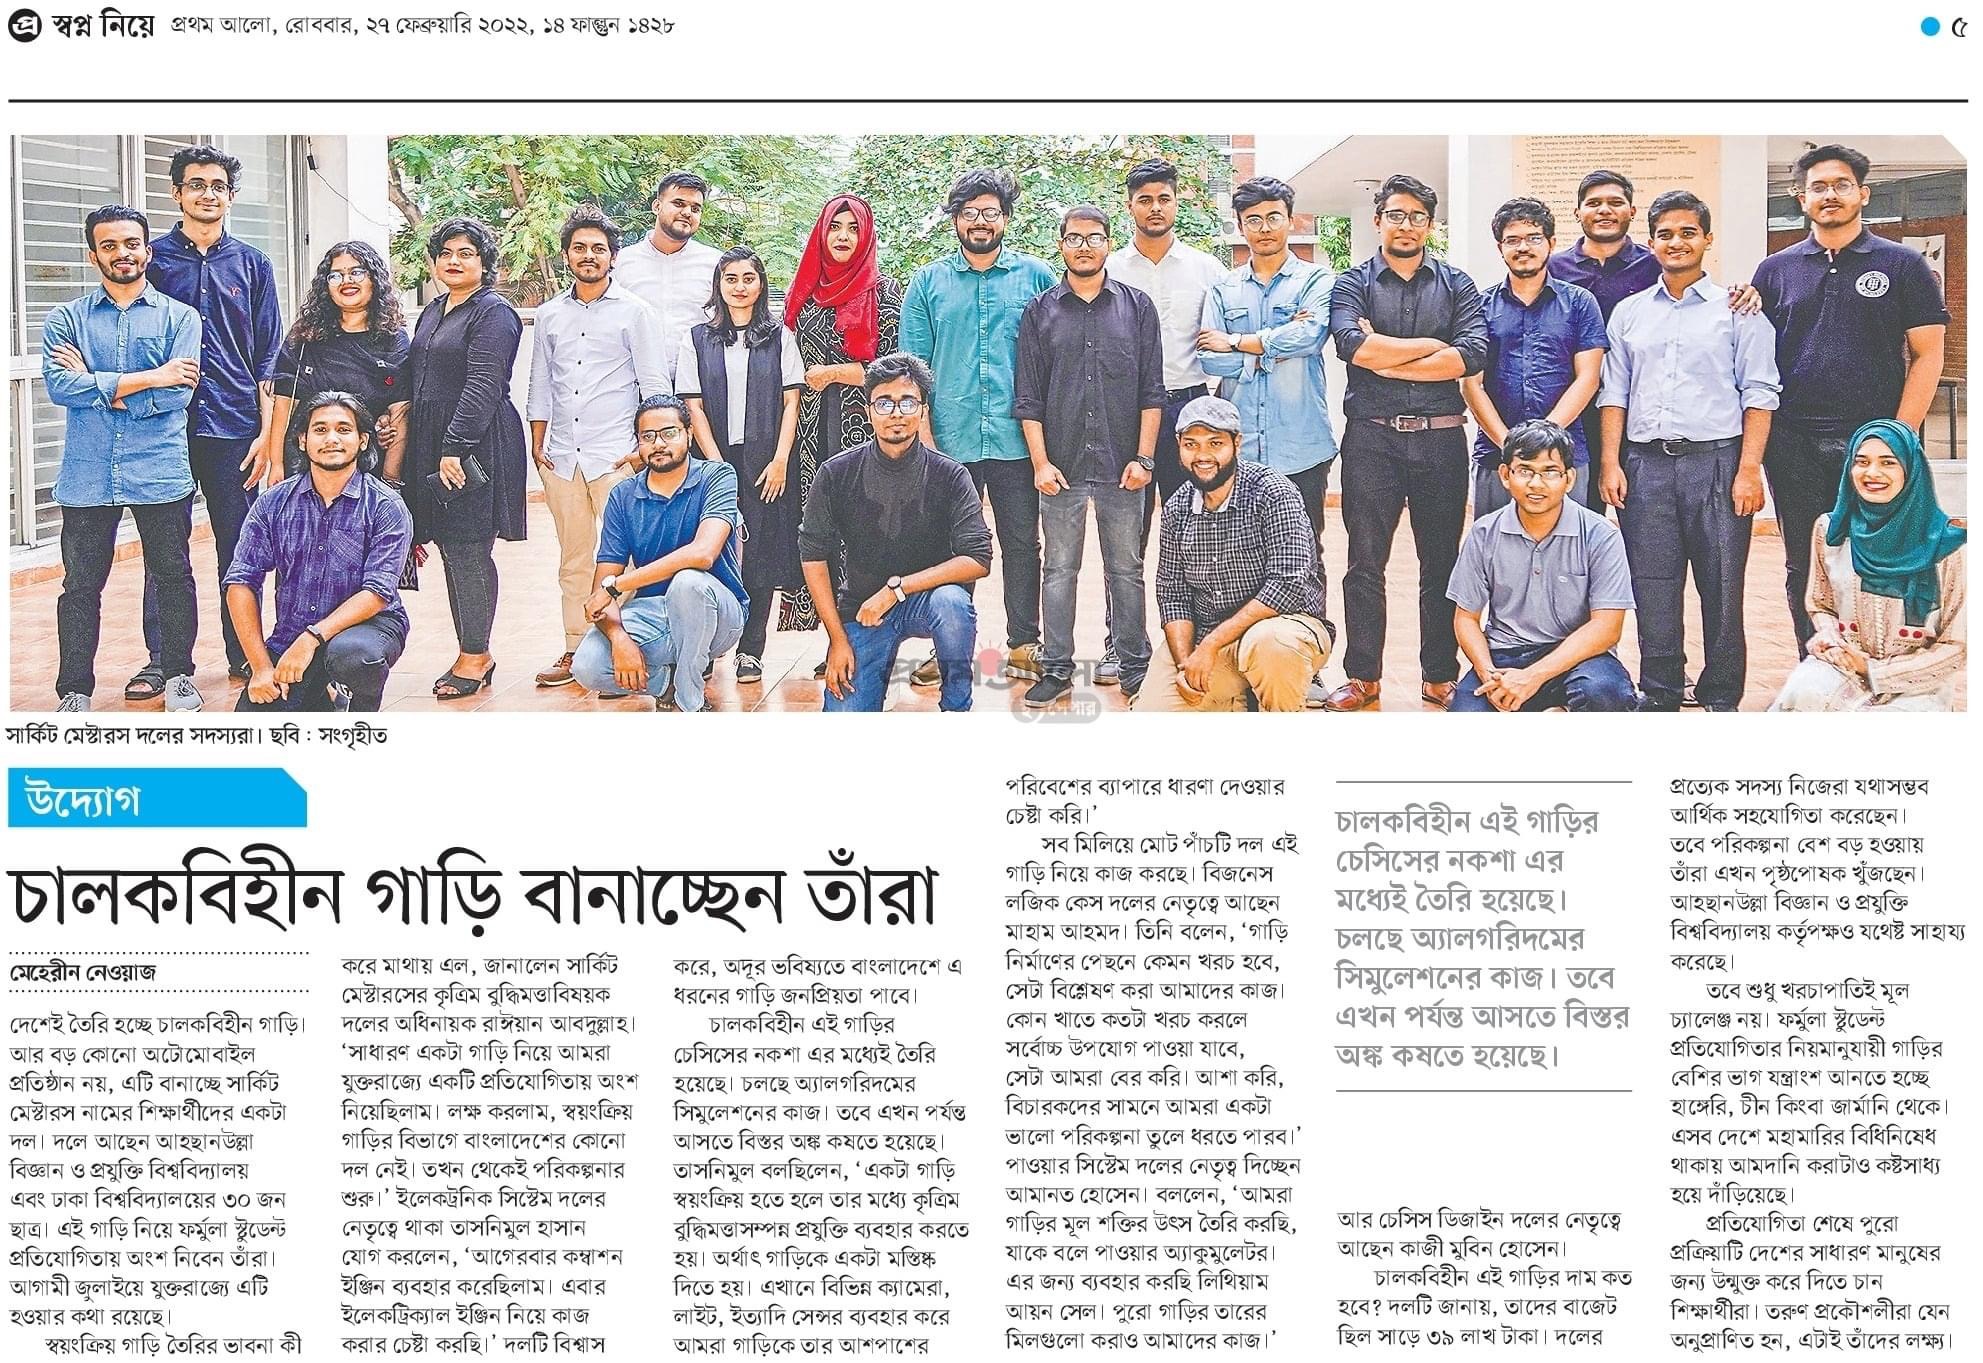 প্র স্বপ্ন নিয়ে প্রথম আলো, রোববার, ২৭ ফেব্রুয়ারি ২০২২, ১৪ ফাল্গুন ১৪২৮
৫
প্রথম আলো
ই-পেপার
সার্কিট মেস্টারস দলের সদস্যরা। ছবি : সংগৃহীত
উদ্যোগ
চালকবিহীন গাড়ি বানাচ্ছেন তাঁরা
মেহেরীন নেওয়াজ
দেশেই তৈরি হচ্ছে চালকবিহীন গাড়ি।
আর বড় কোনো অটোমোবাইল
প্রতিষ্ঠান নয়, এটি বানাচ্ছে সার্কিট
মেস্টারস নামের শিক্ষার্থীদের একটা
দল। দলে আছেন আহছানউল্লা
বিজ্ঞান ও প্রযুক্তি বিশ্ববিদ্যালয়
এবং ঢাকা বিশ্ববিদ্যালয়ের ৩০ জন
ছাত্র। এই গাড়ি নিয়ে ফর্মুলা স্টুডেন্ট
প্রতিযোগিতায় অংশ নিবেন তাঁরা।
আগামী জুলাইয়ে যুক্তরাজ্যে এটি
হওয়ার কথা রয়েছে।
স্বয়ংক্রিয় গাড়ি তৈরির ভাবনা কী
করে মাথায় এল, জানালেন সার্কিট
মেস্টারসের কৃত্রিম বুদ্ধিমত্তাবিষয়ক
দলের অধিনায়ক রাঈয়ান আবদুল্লাহ।
‘সাধারণ একটা গাড়ি নিয়ে আমরা
যুক্তরাজ্যে একটি প্রতিযোগিতায় অংশ
নিয়েছিলাম। লক্ষ করলাম, স্বয়ংক্রিয়
গাড়ির বিভাগে বাংলাদেশের কোনো
দল নেই। তখন থেকেই পরিকল্পনার
শুরু।’ ইলেকট্রনিক সিস্টেম দলের
নেতৃত্বে থাকা তাসনিমুল হাসান
যোগ করলেন, ‘আগেরবার কম্বাশন
ইঞ্জিন ব্যবহার করেছিলাম। এবার
ইলেকট্রিক্যাল ইঞ্জিন নিয়ে কাজ
করার চেষ্টা করছি।’ দলটি বিশ্বাস
করে, অদূর ভবিষ্যতে বাংলাদেশে এ
ধরনের গাড়ি জনপ্রিয়তা পাবে।
চালকবিহীন এই গাড়ির
চেসিসের নকশা এর মধ্যেই তৈরি
হয়েছে। চলছে অ্যালগরিদমের
সিমুলেশনের কাজ। তবে এখন পর্যন্ত
আসতে বিস্তর অঙ্ক কষতে হয়েছে।
তাসনিমুল বলছিলেন, ‘একটা গাড়ি
স্বয়ংক্রিয় হতে হলে তার মধ্যে কৃত্রিম
বুদ্ধিমত্তাসম্পন্ন প্রযুক্তি ব্যবহার করতে
হয়। অর্থাৎ গাড়িকে একটা মস্তিষ্ক
দিতে হয়। এখানে বিভিন্ন ক্যামেরা,
লাইট, ইত্যাদি সেন্সর ব্যবহার করে
আমরা গাড়িকে তার আশপাশের
পরিবেশের ব্যাপারে ধারণা দেওয়ার
চেষ্টা করি।’
সব মিলিয়ে মোট পাঁচটি দল এই
গাড়ি নিয়ে কাজ করছে। বিজনেস
লজিক কেস দলের নেতৃত্বে আছেন
মাহাম আহমদ। তিনি বলেন, ‘গাড়ি
নির্মাণের পেছনে কেমন খরচ হবে,
সেটা বিশ্লেষণ করা আমাদের কাজ।
কোন খাতে কতটা খরচ করলে
সর্বোচ্চ উপযোগ পাওয়া যাবে,
সেটা আমরা বের করি। আশা করি,
বিচারকদের সামনে আমরা একটা
ভালো পরিকল্পনা তুলে ধরতে পারব।’
পাওয়ার সিস্টেম দলের নেতৃত্ব দিচ্ছেন
আমানত হোসেন। বললেন, ‘আমরা
গাড়ির মূল শক্তির উৎস তৈরি করছি,
যাকে বলে পাওয়ার অ্যাকুমুলেটর।
এর জন্য ব্যবহার করছি লিথিয়াম
আয়ন সেল। পুরো গাড়ির তারের
মিলগুলো করাও আমাদের কাজ।’
চালকবিহীন এই গাড়ির
চেসিসের নকশা এর
মধ্যেই তৈরি হয়েছে।
চলছে অ্যালগরিদমের
সিমুলেশনের কাজ। তবে
এখন পর্যন্ত আসতে বিস্তর
অঙ্ক কষতে হয়েছে।
আর চেসিস ডিজাইন দলের নেতৃত্বে
আছেন কাজী মুবিন হোসেন।
চালকবিহীন এই গাড়ির দাম কত
হবে? দলটি জানায়, তাদের বাজেট
ছিল সাড়ে ৩৯ লাখ টাকা। দলের
প্রত্যেক সদস্য নিজেরা যথাসম্ভব
আর্থিক সহযোগিতা করেছেন।
তবে পরিকল্পনা বেশ বড় হওয়ায়
তাঁরা এখন পৃষ্ঠপোষক খুঁজছেন।
আহছানউল্লা বিজ্ঞান ও প্রযুক্তি
বিশ্ববিদ্যালয় কর্তৃপক্ষও যথেষ্ট সাহায্য
করেছে।
তবে শুধু খরচাপাতিই মূল
চ্যালেঞ্জ নয়। ফর্মুলা স্টুডেন্ট
প্রতিযোগিতার নিয়মানুযায়ী গাড়ির
বেশির ভাগ যন্ত্রাংশ আনতে হচ্ছে
হাঙ্গেরি, চীন কিংবা জার্মানি থেকে।
এসব দেশে মহামারির বিধিনিষেধ
থাকায় আমদানি করাটাও কষ্টসাধ্য
হয়ে দাঁড়িয়েছে।
প্রতিযোগিতা শেষে পুরো
প্রক্রিয়াটি দেশের সাধারণ মানুষের
জন্য উন্মুক্ত করে দিতে চান
শিক্ষার্থীরা। তরুণ প্রকৌশলীরা যেন
অনুপ্রাণিত হন, এটাই তাঁদের লক্ষ্য।